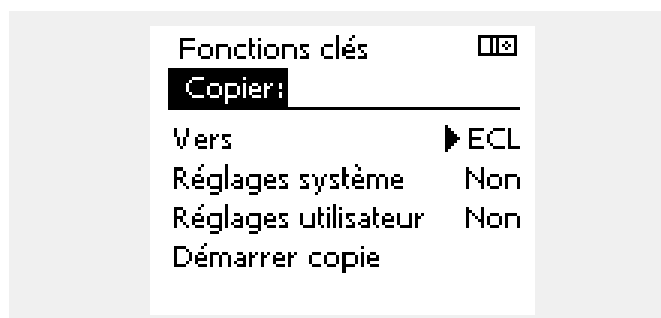 Fonctions clés
Copier:
Vers ECL
Réglages système Non
Réglages utilisateur Non
Démarrer copie